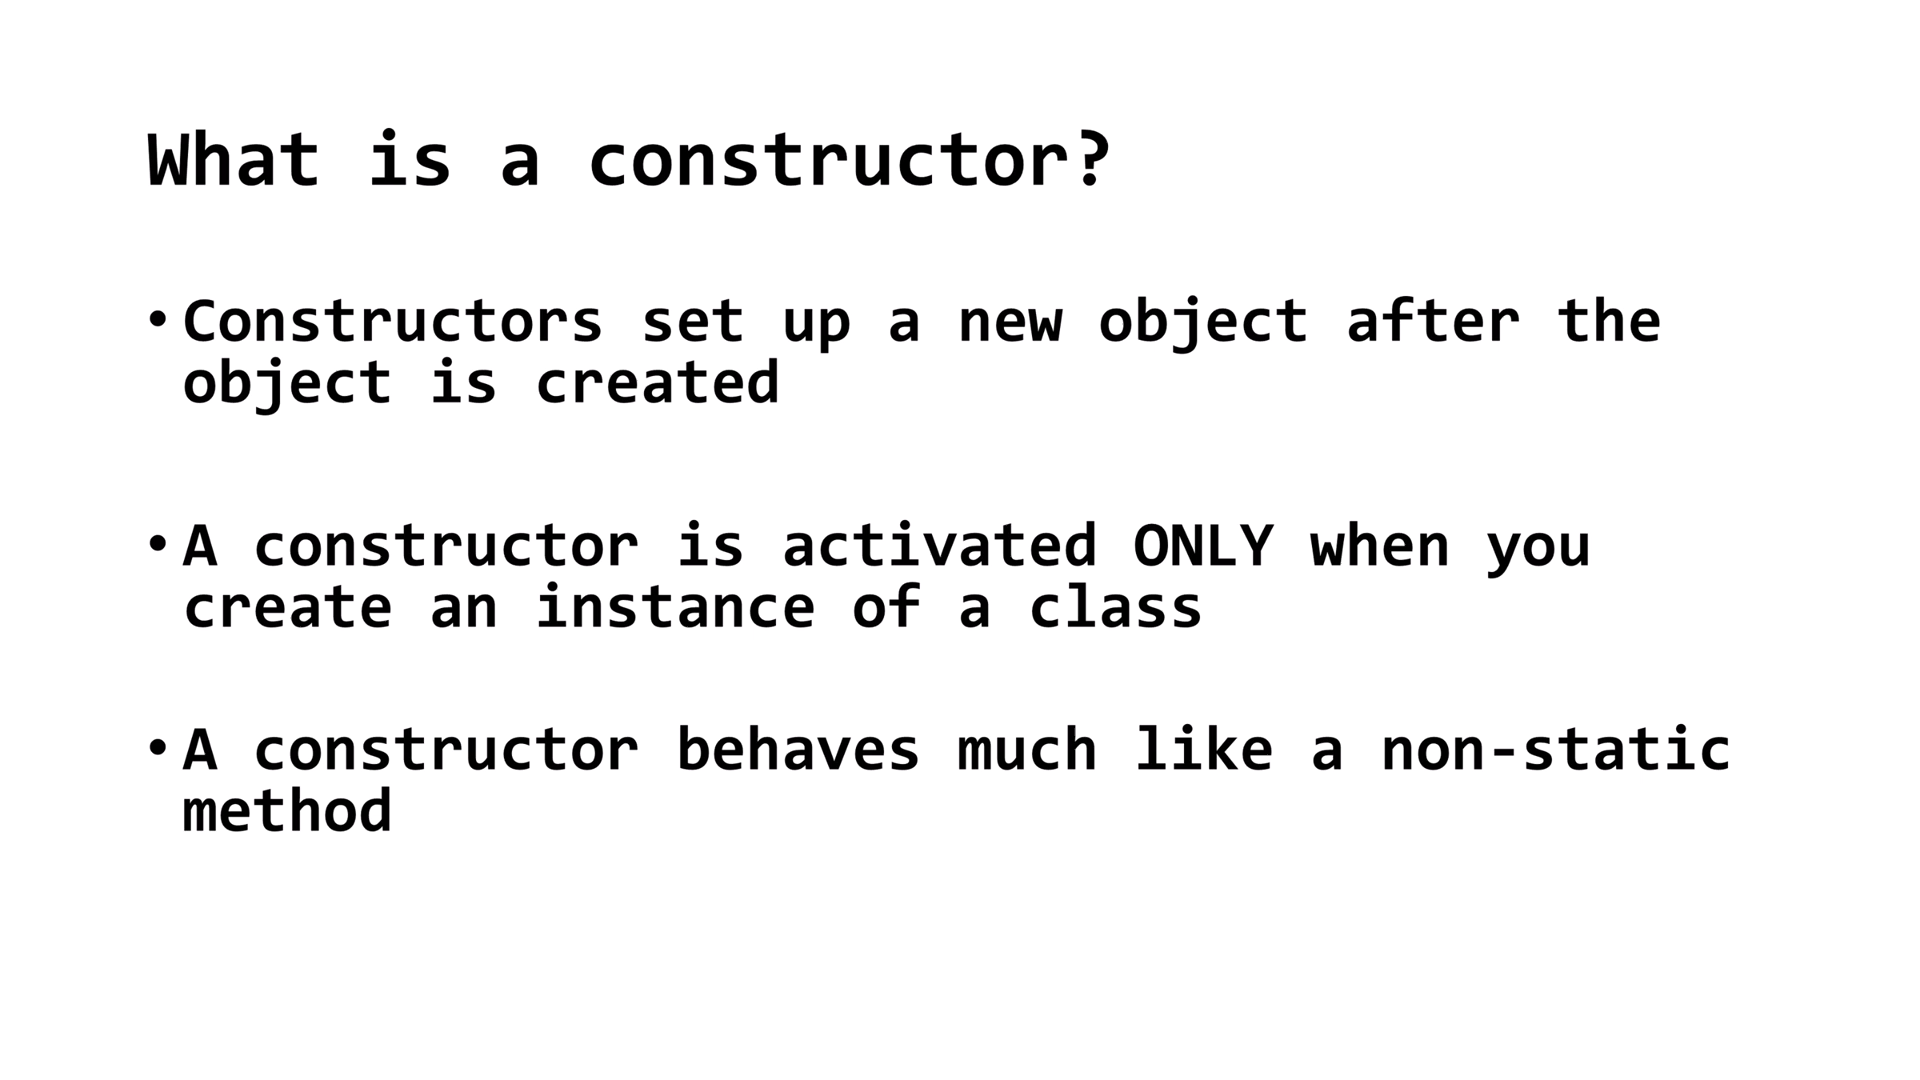 What is a constructor?
• Constructors set up a new object after the
object is created
• A constructor is activated ONLY when you
create an instance of a class
• A constructor behaves much like a non-static
method